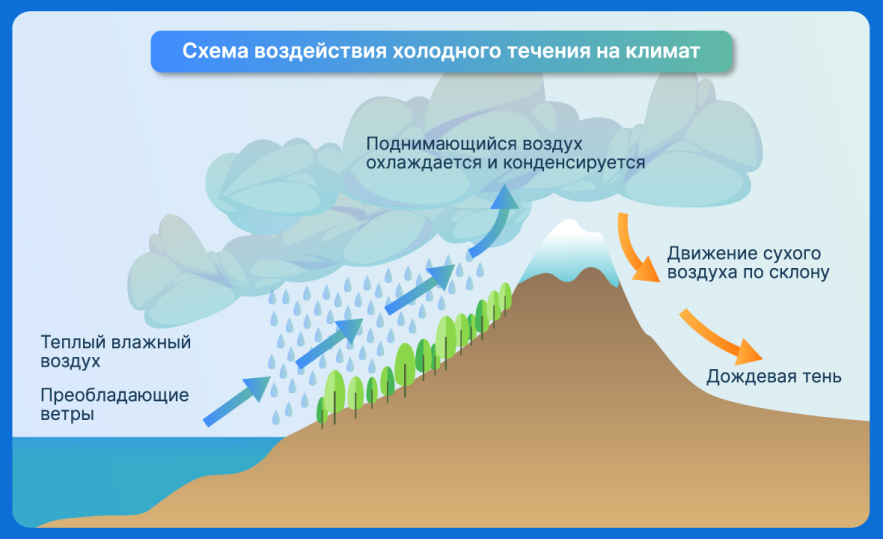 Схема воздействия холодного течения на климат
Поднимающийся воздух
охлаждается и конденсируется
Движение сухого
воздуха по склону
Теплый влажный
воздух
Дождевая тень
Преобладающие
ветры